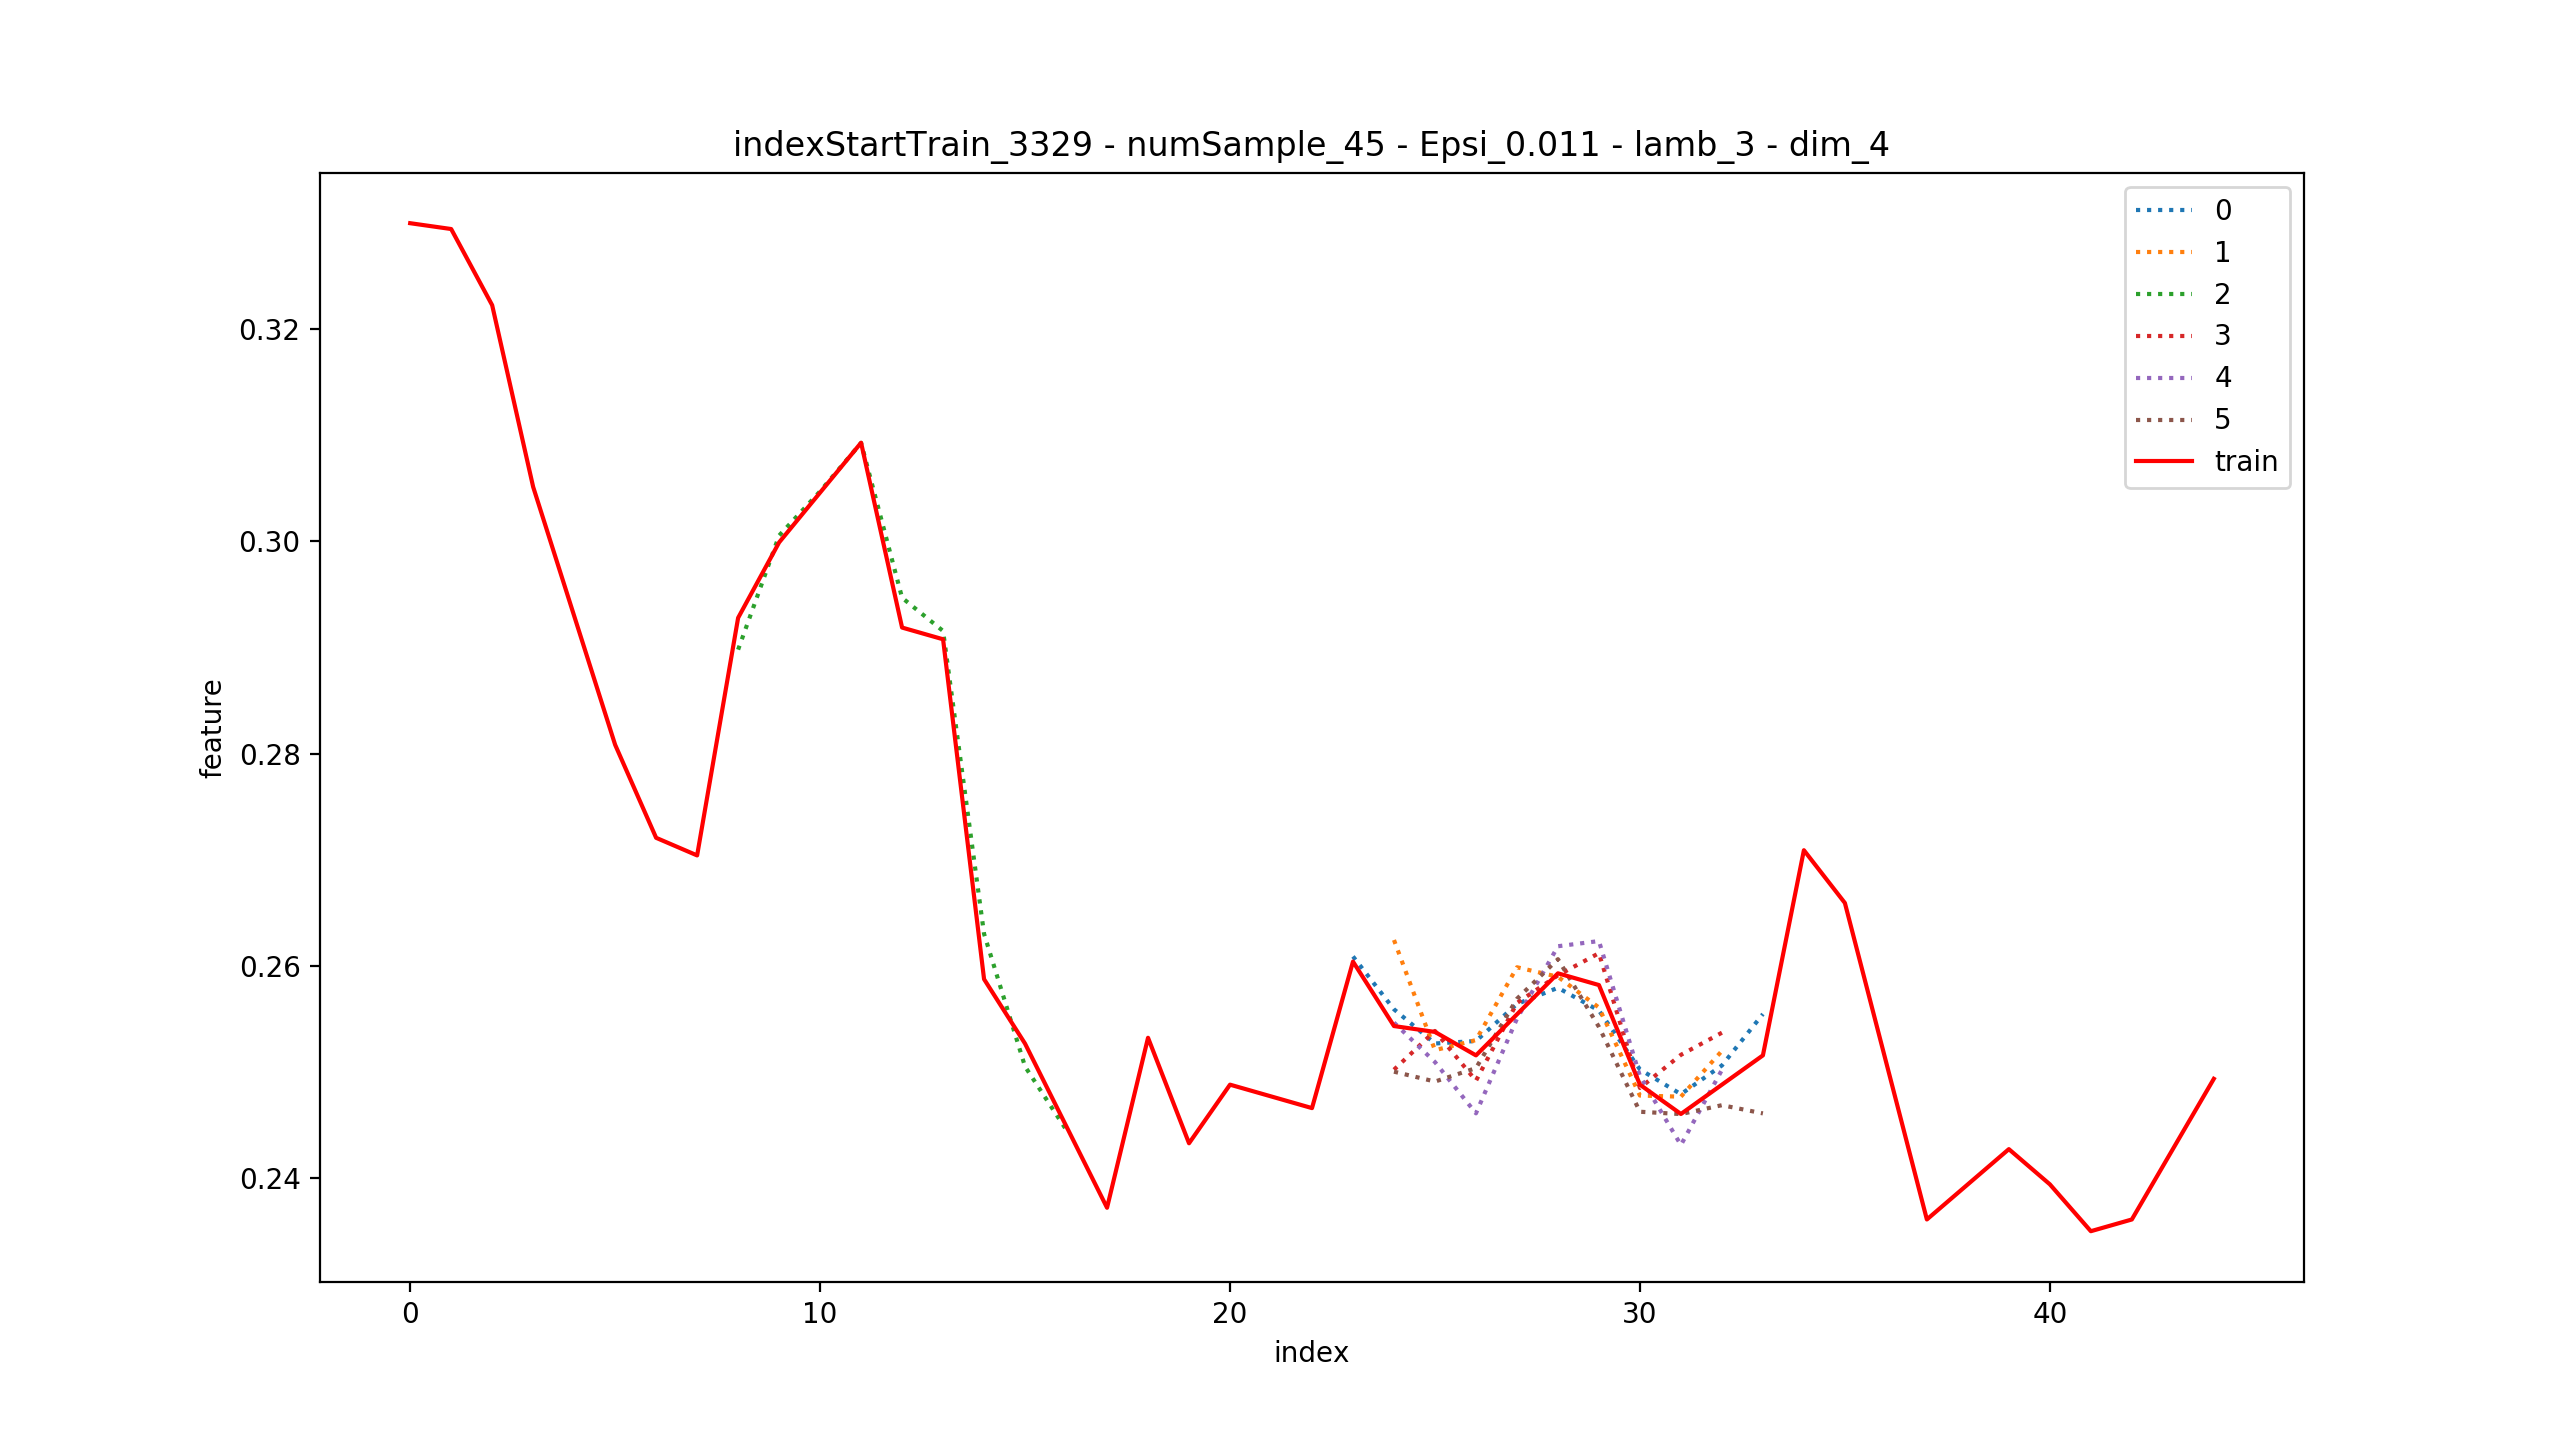 indexStartTrain_3329 - numSample_45 - Epsi_0.011 - lamb_3 - dim_4
0
1
2
3
4
5
train
0.32
0.30
0.28
0.26
0.24
feature
0 10 20 30 40
index